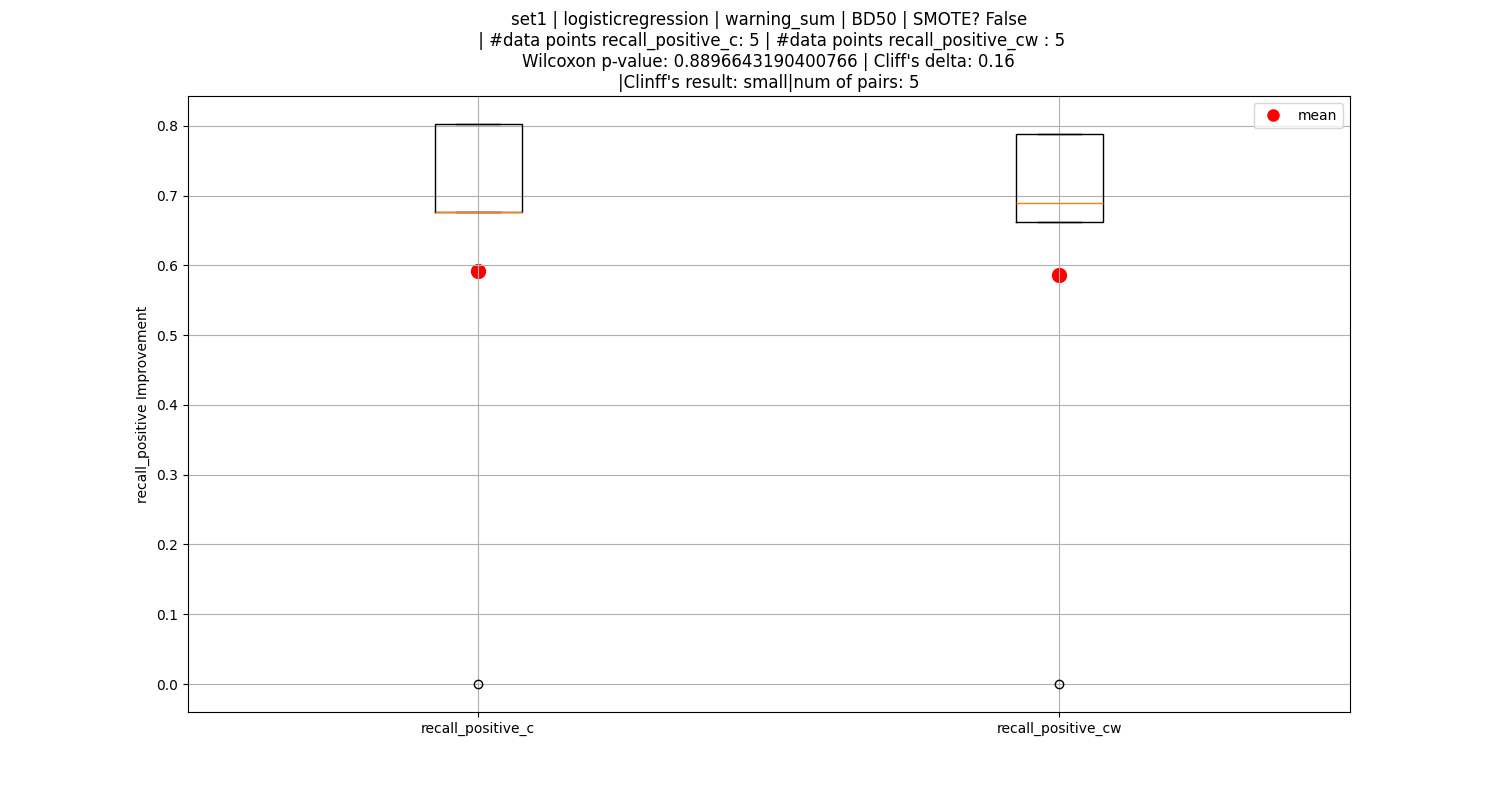 set1 | logisticregression | warning_sum | BD50 | SMOTE? False
| #data points recall_positive_c: 5 | #data points recall_positive_cw : 5
Wilcoxon p-value: 0.8896643190400766 | Cliff's delta: 0.16
|Clinff's result: small|num of pairs: 5
mean
recall_positive Improvement
0.8
0.7
0.6
0.5
0.4
0.3
0.2
0.1
0.0
recall_positive_c
recall_positive_cw